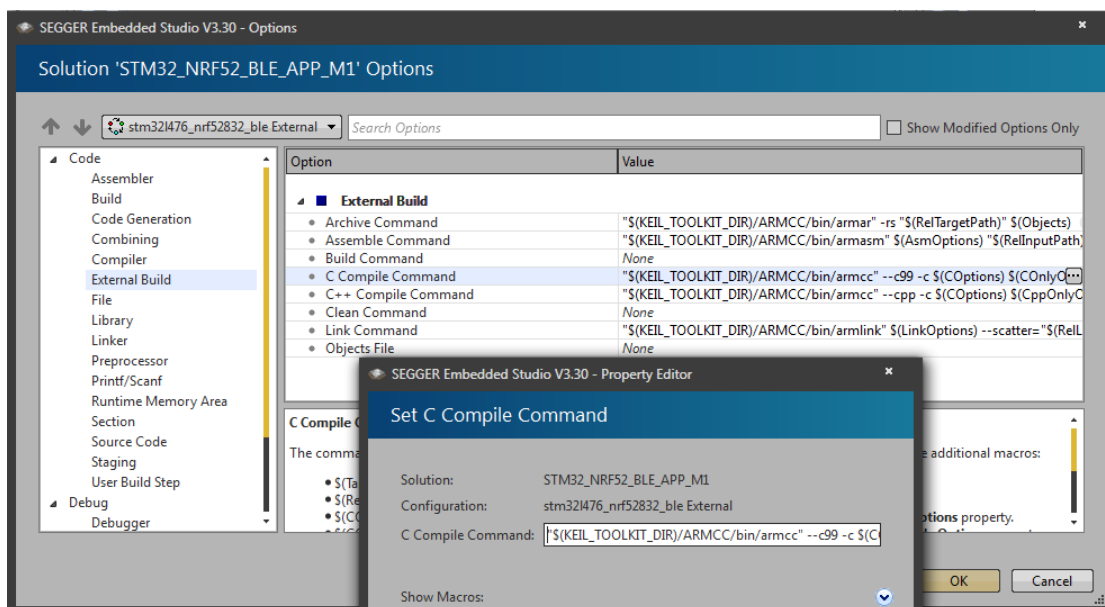 SEGGER Embedded Studio V3.30 - Options
Solution 'STM32_NRF52_BLE_APP_M1' Options
stm32l476_nrf52832_ble External
Search Options
Show Modified Options Only
Code
Assembler
Build
Code Generation
Combining
Compiler
External Build
File
Library
Linker
Preprocessor
Printf/Scanf
Runtime Memory Area
Section
Source Code
Staging
User Build Step
Debug
Debugger
Option Value
External Build
Archive Command "$(KEIL_TOOLKIT_DIR)/ARMCC/bin/armar" -rs "$(RelTargetPath)" $(Objects)
Assemble Command "$(KEIL_TOOLKIT_DIR)/ARMCC/bin/armasm" $(AsmOptions) "$(RelInputPath)
Build Command None
C Compile Command "$(KEIL_TOOLKIT_DIR)/ARMCC/bin/armcc" --c99 -c $(COptions) $(COnlyO
C++ Compile Command "$(KEIL_TOOLKIT_DIR)/ARMCC/bin/armcc" --cpp -c $(COptions) $(CppOnlyC
Clean Command None
Link Command "$(KEIL_TOOLKIT_DIR)/ARMCC/bin/armlink" $(LinkOptions) --scatter="$(RelL
Objects File None
C Compile
The comma
e additional macros:
$(Ta
$(Re
$(CO
ptions property.
SEGGER Embedded Studio V3.30 - Property Editor
Set C Compile Command
Solution: STM32_NRF52_BLE_APP_M1
Configuration: stm32l476_nrf52832_ble External
C Compile Command: "$(KEIL_TOOLKIT_DIR)/ARMCC/bin/armcc" --c99 -c $(C
Show Macros:
OK
Cancel